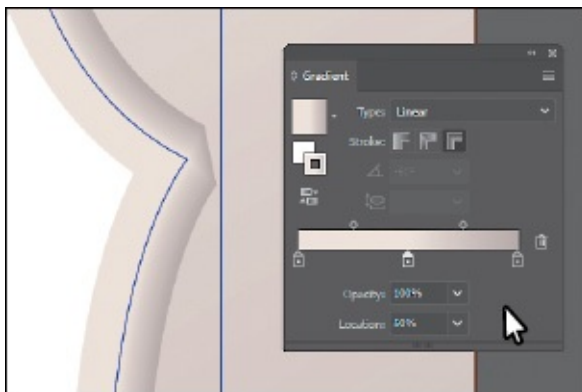 Gradient
Type: Linear
Stroke:
Opacity: 100%
Location: 50%